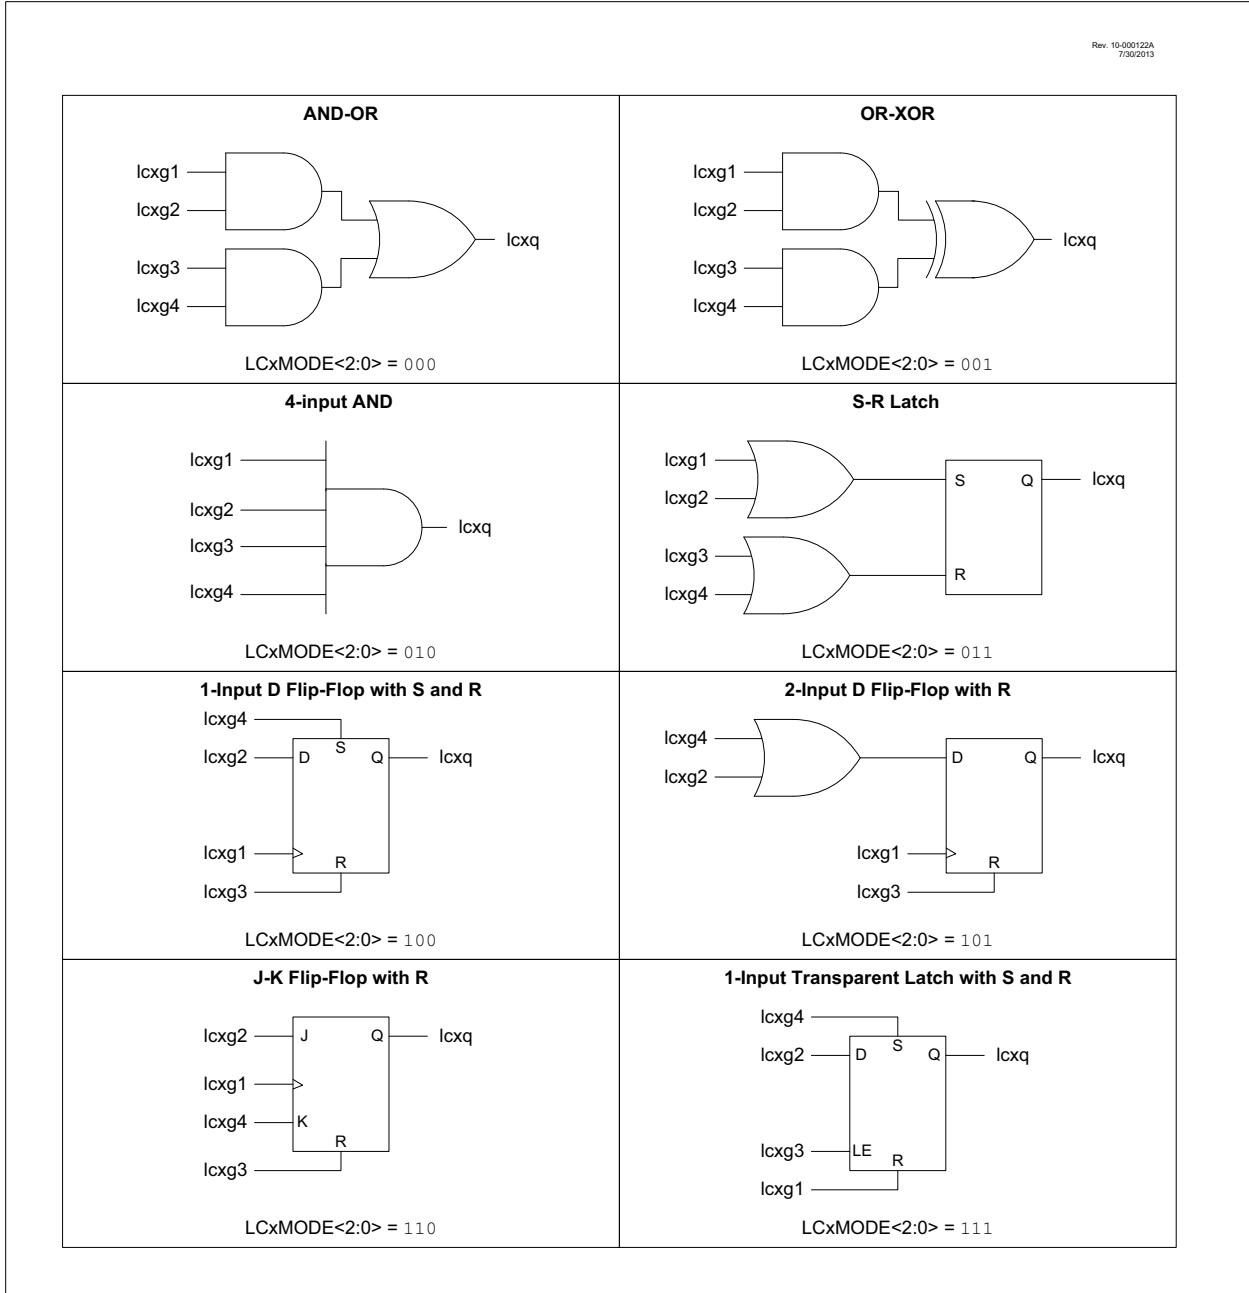 Rev. 10-000122A
7/30/2013
AND-OR
lcxg1
lcxg2
lcxg3
lcxg4
lcxq
LCxMODE<2:0> = 000
OR-XOR
lcxg1
lcxg2
lcxg3
lcxg4
lcxq
LCxMODE<2:0> = 001
4-input AND
lcxg1
lcxg2
lcxg3
lcxg4
lcxq
LCxMODE<2:0> = 010
S-R Latch
lcxg1
lcxg2
lcxg3
lcxg4
S Q
R
lcxq
LCxMODE<2:0> = 011
1-Input D Flip-Flop with S and R
lcxg4
S
lcxg2 D Q lcxq
lcxg1
R
lcxg3
LCxMODE<2:0> = 100
2-Input D Flip-Flop with R
lcxg4
lcxg2
D Q lcxq
lcxg1
R
lcxg3
LCxMODE<2:0> = 101
J-K Flip-Flop with R
lcxg2 J Q lcxq
lcxg1
lcxg4 K
R
lcxg3
LCxMODE<2:0> = 110
1-Input Transparent Latch with S and R
lcxg4
S
lcxg2 D Q lcxq
lcxg3 LE
R
lcxg1
LCxMODE<2:0> = 111